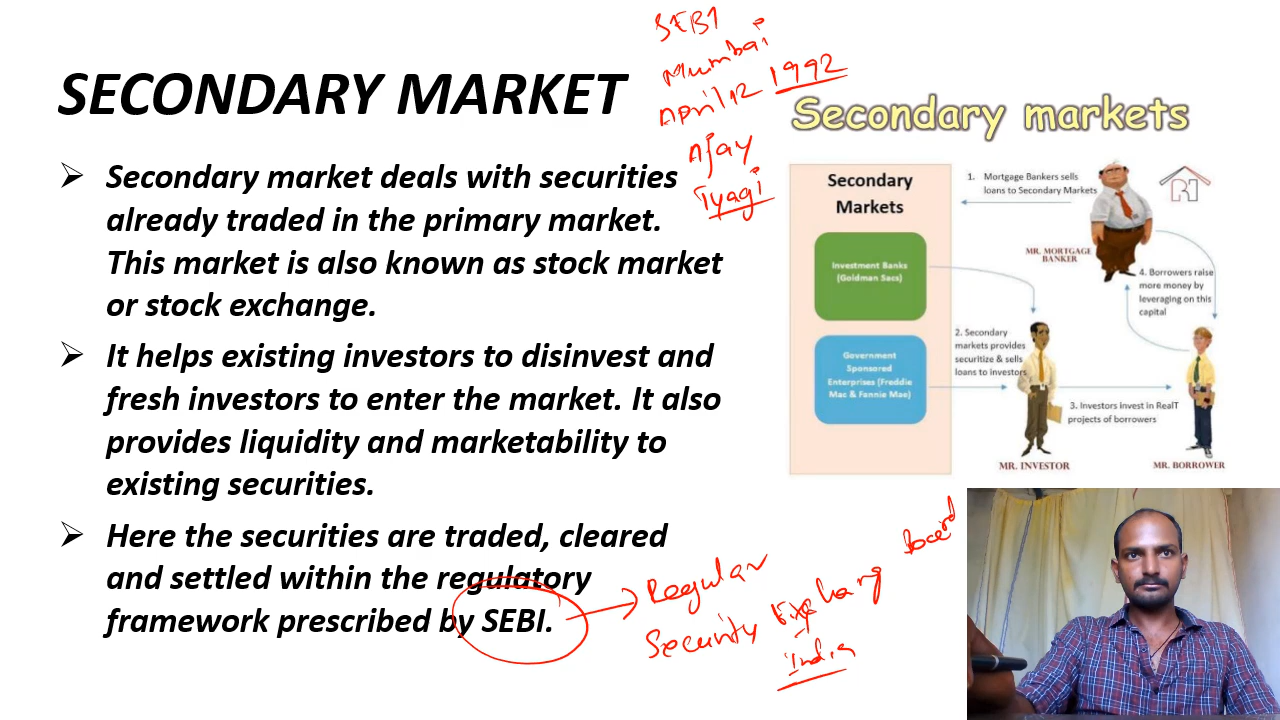 SECONDARY MARKET
Secondary market deals with securities
already traded in the primary market.
This market is also known as stock market
or stock exchange.
It helps existing investors to disinvest and
fresh investors to enter the market. It also
provides liquidity and marketability to
existing securities.
Here the securities are traded, cleared
and settled within the regulatory
framework prescribed by SEBI.
SEBI
Mumbai
April 12 1992
Ajay
Tyagi
Secondary markets
Secondary
Markets
Investment Banks
(Goldman Sacs)
Government
Sponsored
Enterprises (Freddie
Mac & Fannie Mae)
1. Mortgage Bankers sells
loans to Secondary Markets
MR. MORTGAGE
BANKER
4. Borrowers raise
more money by
leveraging on this
capital
2. Secondary
markets provides
securitize & sells
loans to investors
3. Investors invest in RealT
projects of borrowers
MR. INVESTOR
MR. BORROWER
Regular
Security
India